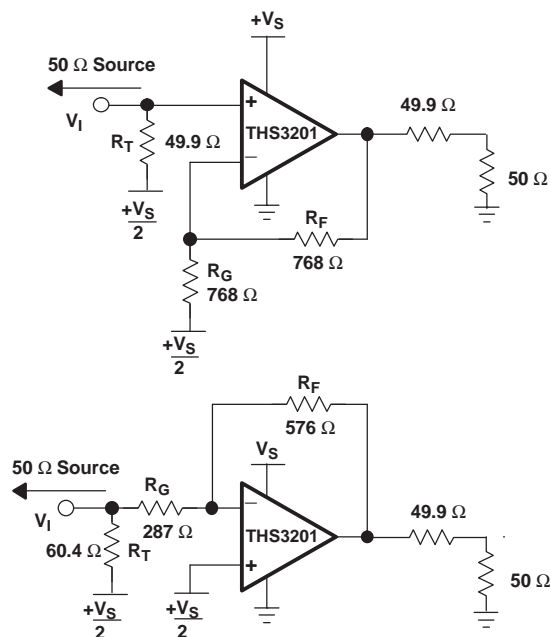 +VS
50 Ω Source
VI
+
THS3201
−
RT
49.9 Ω
49.9 Ω
50 Ω
+VS
2
RF
768 Ω
RG
768 Ω
+VS
2
RF
576 Ω
50 Ω Source
VS
RG
VI
287 Ω
−
THS3201
+
49.9 Ω
60.4 Ω
RT
50 Ω
+VS
2
+VS
2